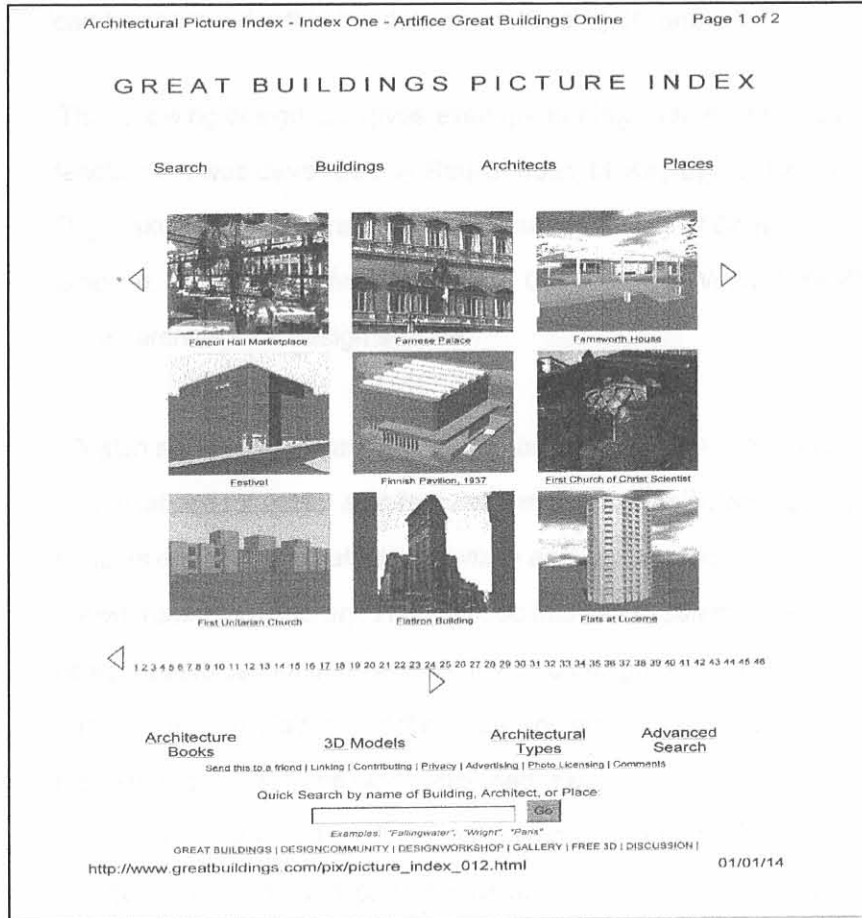 Architectural Picture Index - Index One - Artifice Great Buildings Online Page 1 of 2
GREAT BUILDINGS PICTURE INDEX
Search Buildings Architects Places
Faneuil Hall Marketplace Farnese Palace Farnsworth House
Festival Finnish Pavilion, 1937 First Church of Christ Scientist
First Unitarian Church Flatiron Building Flats at Lucerne
1 2 3 4 5 6 7 8 9 10 11 12 13 14 15 16 17 18 19 20 21 22 23 24 25 26 27 28 29 30 31 32 33 34 35 36 37 38 39 40 41 42 43 44 45 46
Architecture Books 3D Models Architectural Types Advanced Search
Send this to a friend | Linking | Contributing | Privacy | Advertising | Photo Licensing | Comments
Quick Search by name of Building, Architect, or Place:
Go
Examples: "Fallingwater", "Wright", "Paris"
GREAT BUILDINGS | DESIGNCOMMUNITY | DESIGNWORKSHOP | GALLERY | FREE 3D | DISCUSSION |
http://www.greatbuildings.com/pix/picture_index_012.html 01/01/14